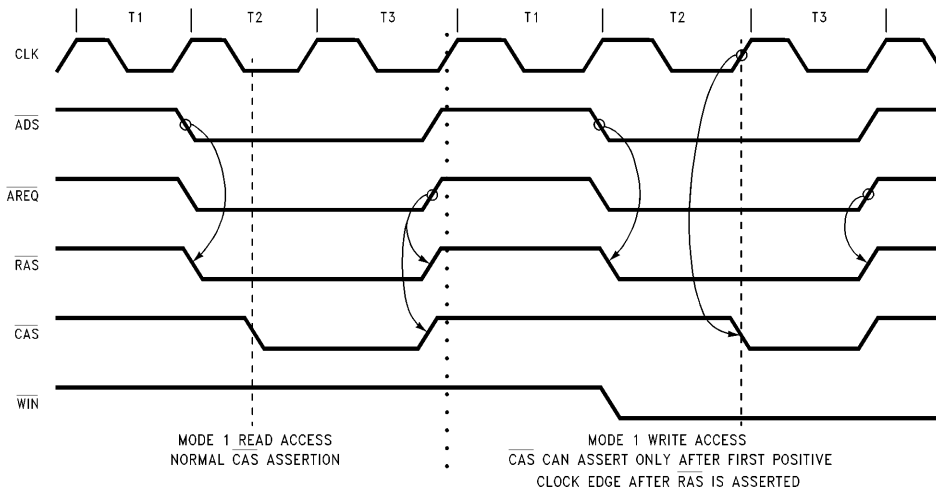 T1 T2 T3 T1 T2 T3
CLK
ADS
AREQ
RAS
CAS
WIN
MODE 1 READ ACCESS
NORMAL CAS ASSERTION
MODE 1 WRITE ACCESS
CAS CAN ASSERT ONLY AFTER FIRST POSITIVE
CLOCK EDGE AFTER RAS IS ASSERTED